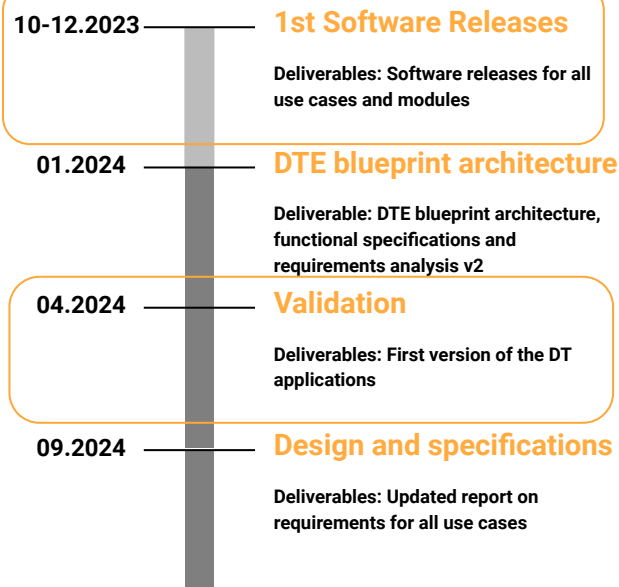 10-12.2023
1st Software Releases
Deliverables: Software releases for all
use cases and modules
01.2024
DTE blueprint architecture
Deliverable: DTE blueprint architecture,
functional specifications and
requirements analysis v2
04.2024
Validation
Deliverables: First version of the DT
applications
09.2024
Design and specifications
Deliverables: Updated report on
requirements for all use cases